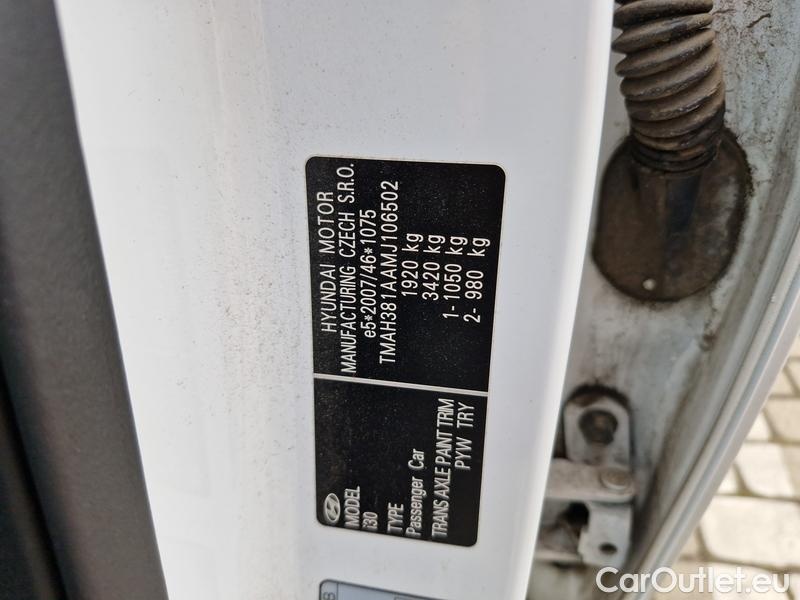 HYUNDAI MOTOR
MANUFACTURING CZECH S.R.O.
e5*2007/46*1075
TMAH381AAMJ106502
1920 kg
3420 kg
1- 1050 kg
2- 980 kg
MODEL
i30
TYPE
Passenger Car
TRANS AXLE PAINT TRIM
PYW TRY
CarOutlet.eu